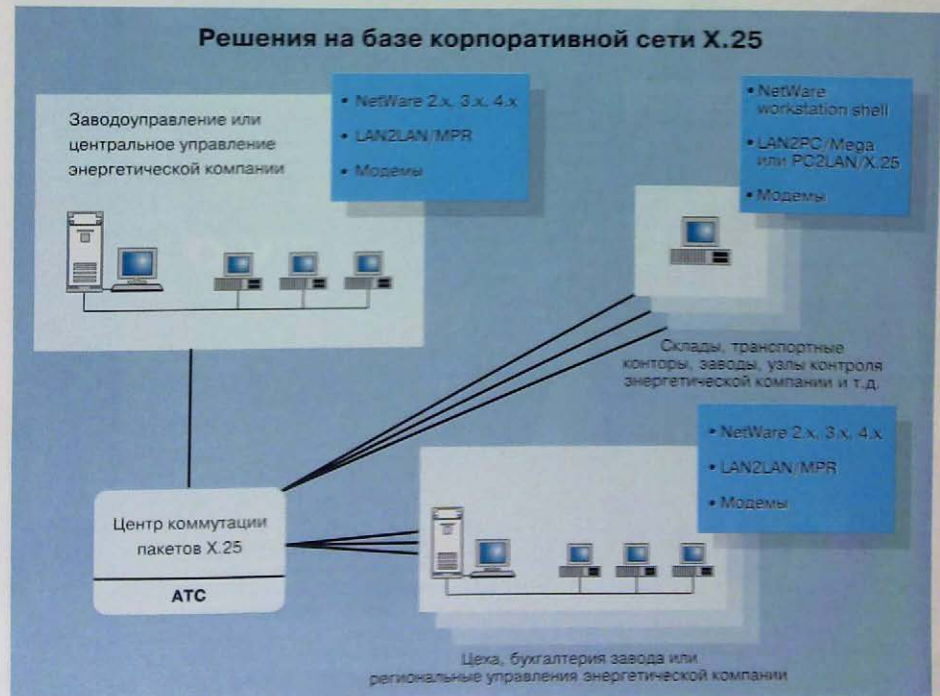 Решения на базе корпоративной сети X.25
Заводоуправление или
центральное управление
энергетической компании
• NetWare 2.x, 3.x, 4.x
• LAN2LAN/MPR
• Модемы
• NetWare
workstation shell
• LAN2PC/Mega
или PC2LAN/X.25
• Модемы
Склады, транспортные
конторы, заводы, узлы контроля
энергетической компании и т.д.
• NetWare 2.x, 3.x, 4.x
• LAN2LAN/MPR
• Модемы
Центр коммутации
пакетов X.25
АТС
Цеха, бухгалтерия завода или
региональные управления энергетической компании